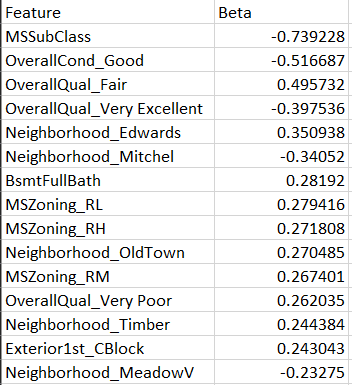 Feature Beta
MSSubClass -0.739228
OverallCond_Good -0.516687
OverallQual_Fair 0.495732
OverallQual_Very Excellent -0.397536
Neighborhood_Edwards 0.350938
Neighborhood_Mitchel -0.34052
BsmtFullBath 0.28192
MSZoning_RL 0.279416
MSZoning_RH 0.271808
Neighborhood_OldTown 0.270485
MSZoning_RM 0.267401
OverallQual_Very Poor 0.262035
Neighborhood_Timber 0.244384
Exterior1st_CBlock 0.243043
Neighborhood_MeadowV -0.23275